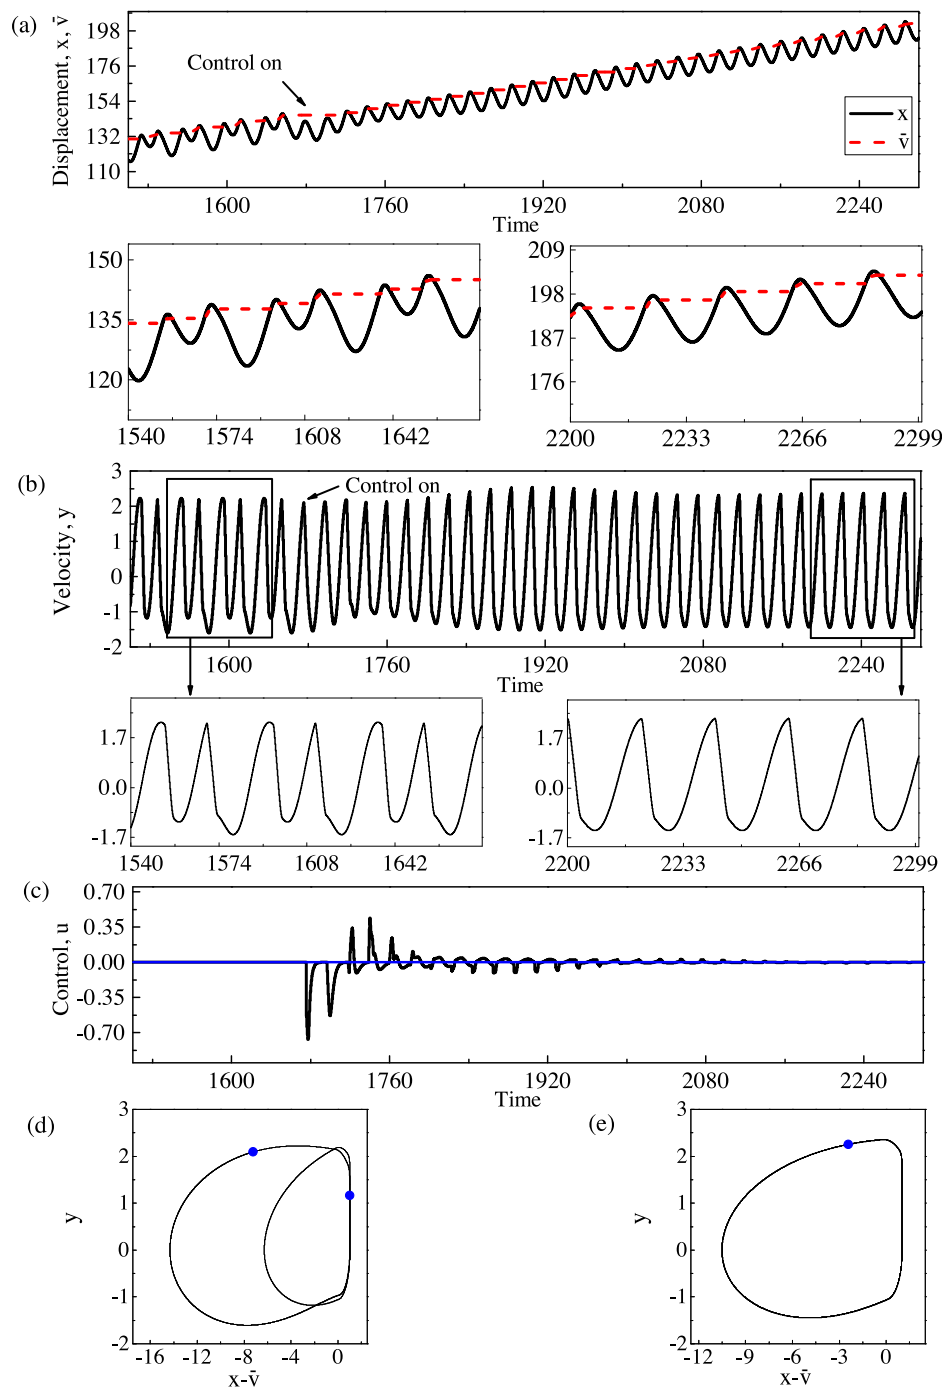 (a)
Displacement, x, v̄
198
176
154
132
110
Control on
x
v̄
1600 1760 1920 2080 2240
Time
150
135
120
1540 1574 1608 1642
209
198
187
176
2200 2233 2266 2299
(b)
Velocity, y
3
2
1
0
-1
-2
Control on
1600 1760 1920 2080 2240
Time
1.7
0.0
-1.7
1540 1574 1608 1642
1.7
0.0
-1.7
2200 2233 2266 2299
(c)
Control, u
0.70
0.35
0.00
-0.35
-0.70
1600 1760 1920 2080 2240
Time
(d)
y
3
2
1
0
-1
-2
-16 -12 -8 -4 0
x-v̄
(e)
y
3
2
1
0
-1
-2
-12 -9 -6 -3 0
x-v̄